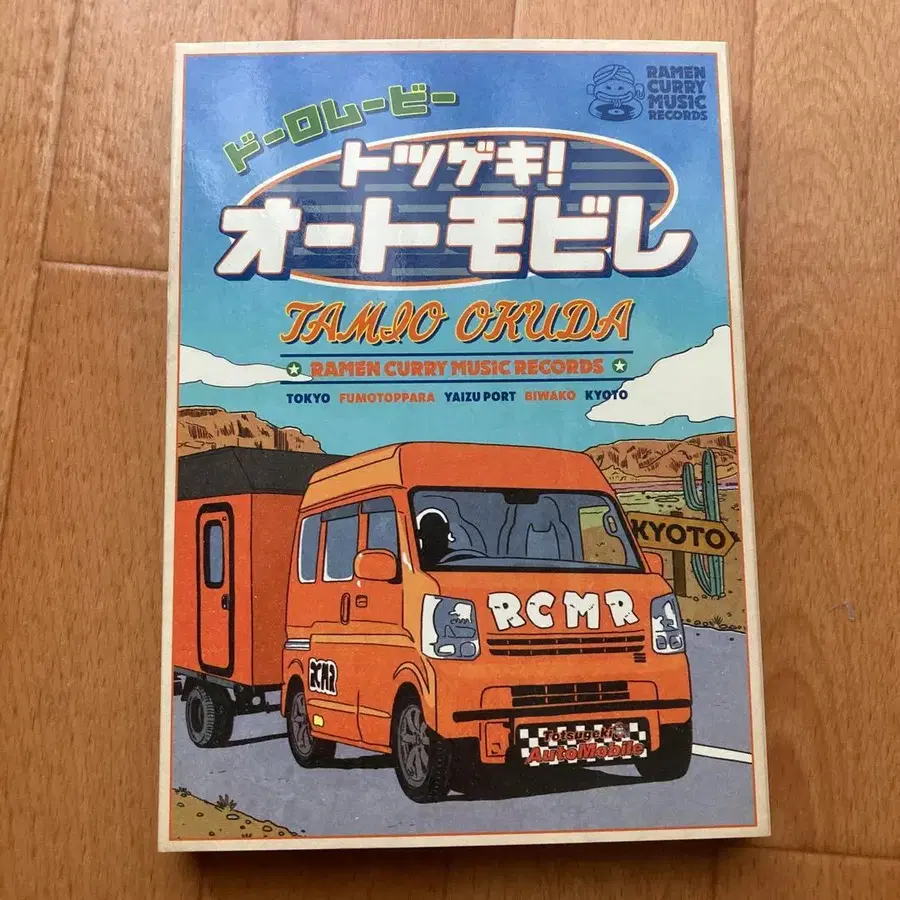 RAMEN
CURRY
MUSIC
RECORDS
ドーロムービー
トツゲキ!
オートモビレ
TAMIO OKUDA
RAMEN CURRY MUSIC RECORDS
TOKYO FUMOTOPPARA YAIZU PORT BIWAKO KYOTO
KYOTO
RCMR
RCMR
Totsugeki
AutoMobile